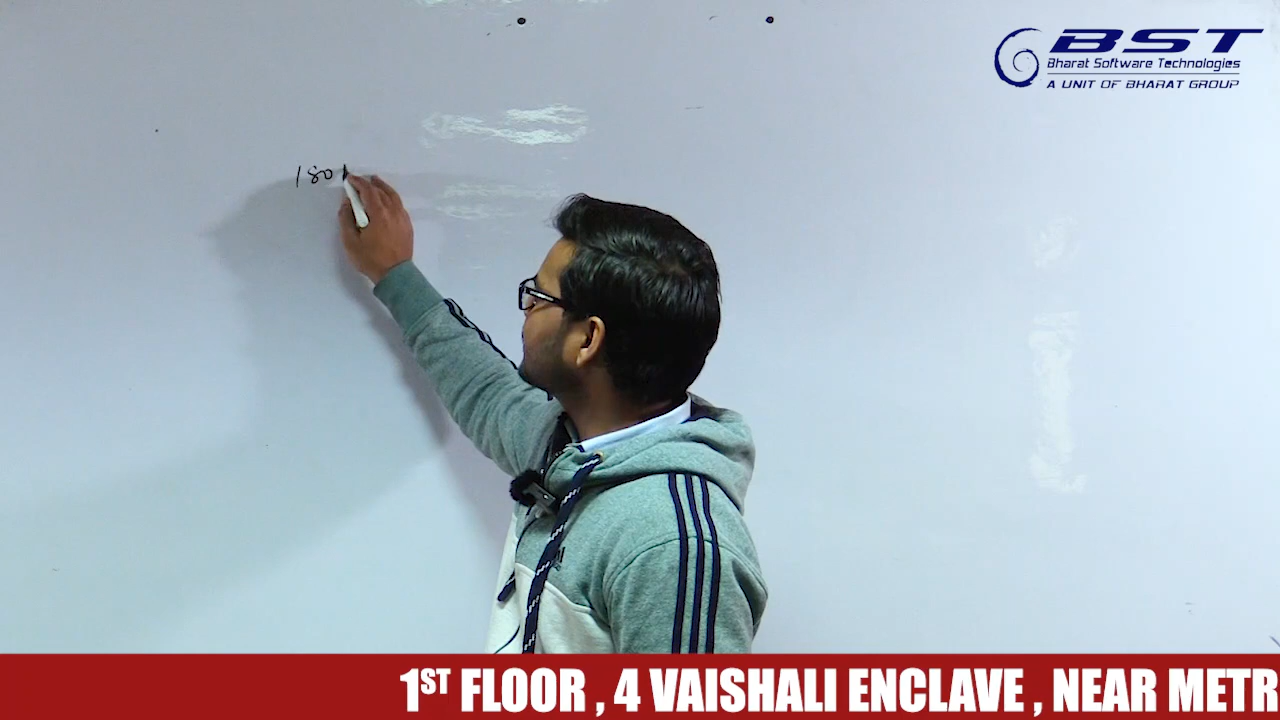 BST
Bharat Software Technologies
A UNIT OF BHARAT GROUP
180
1ST FLOOR , 4 VAISHALI ENCLAVE , NEAR METR